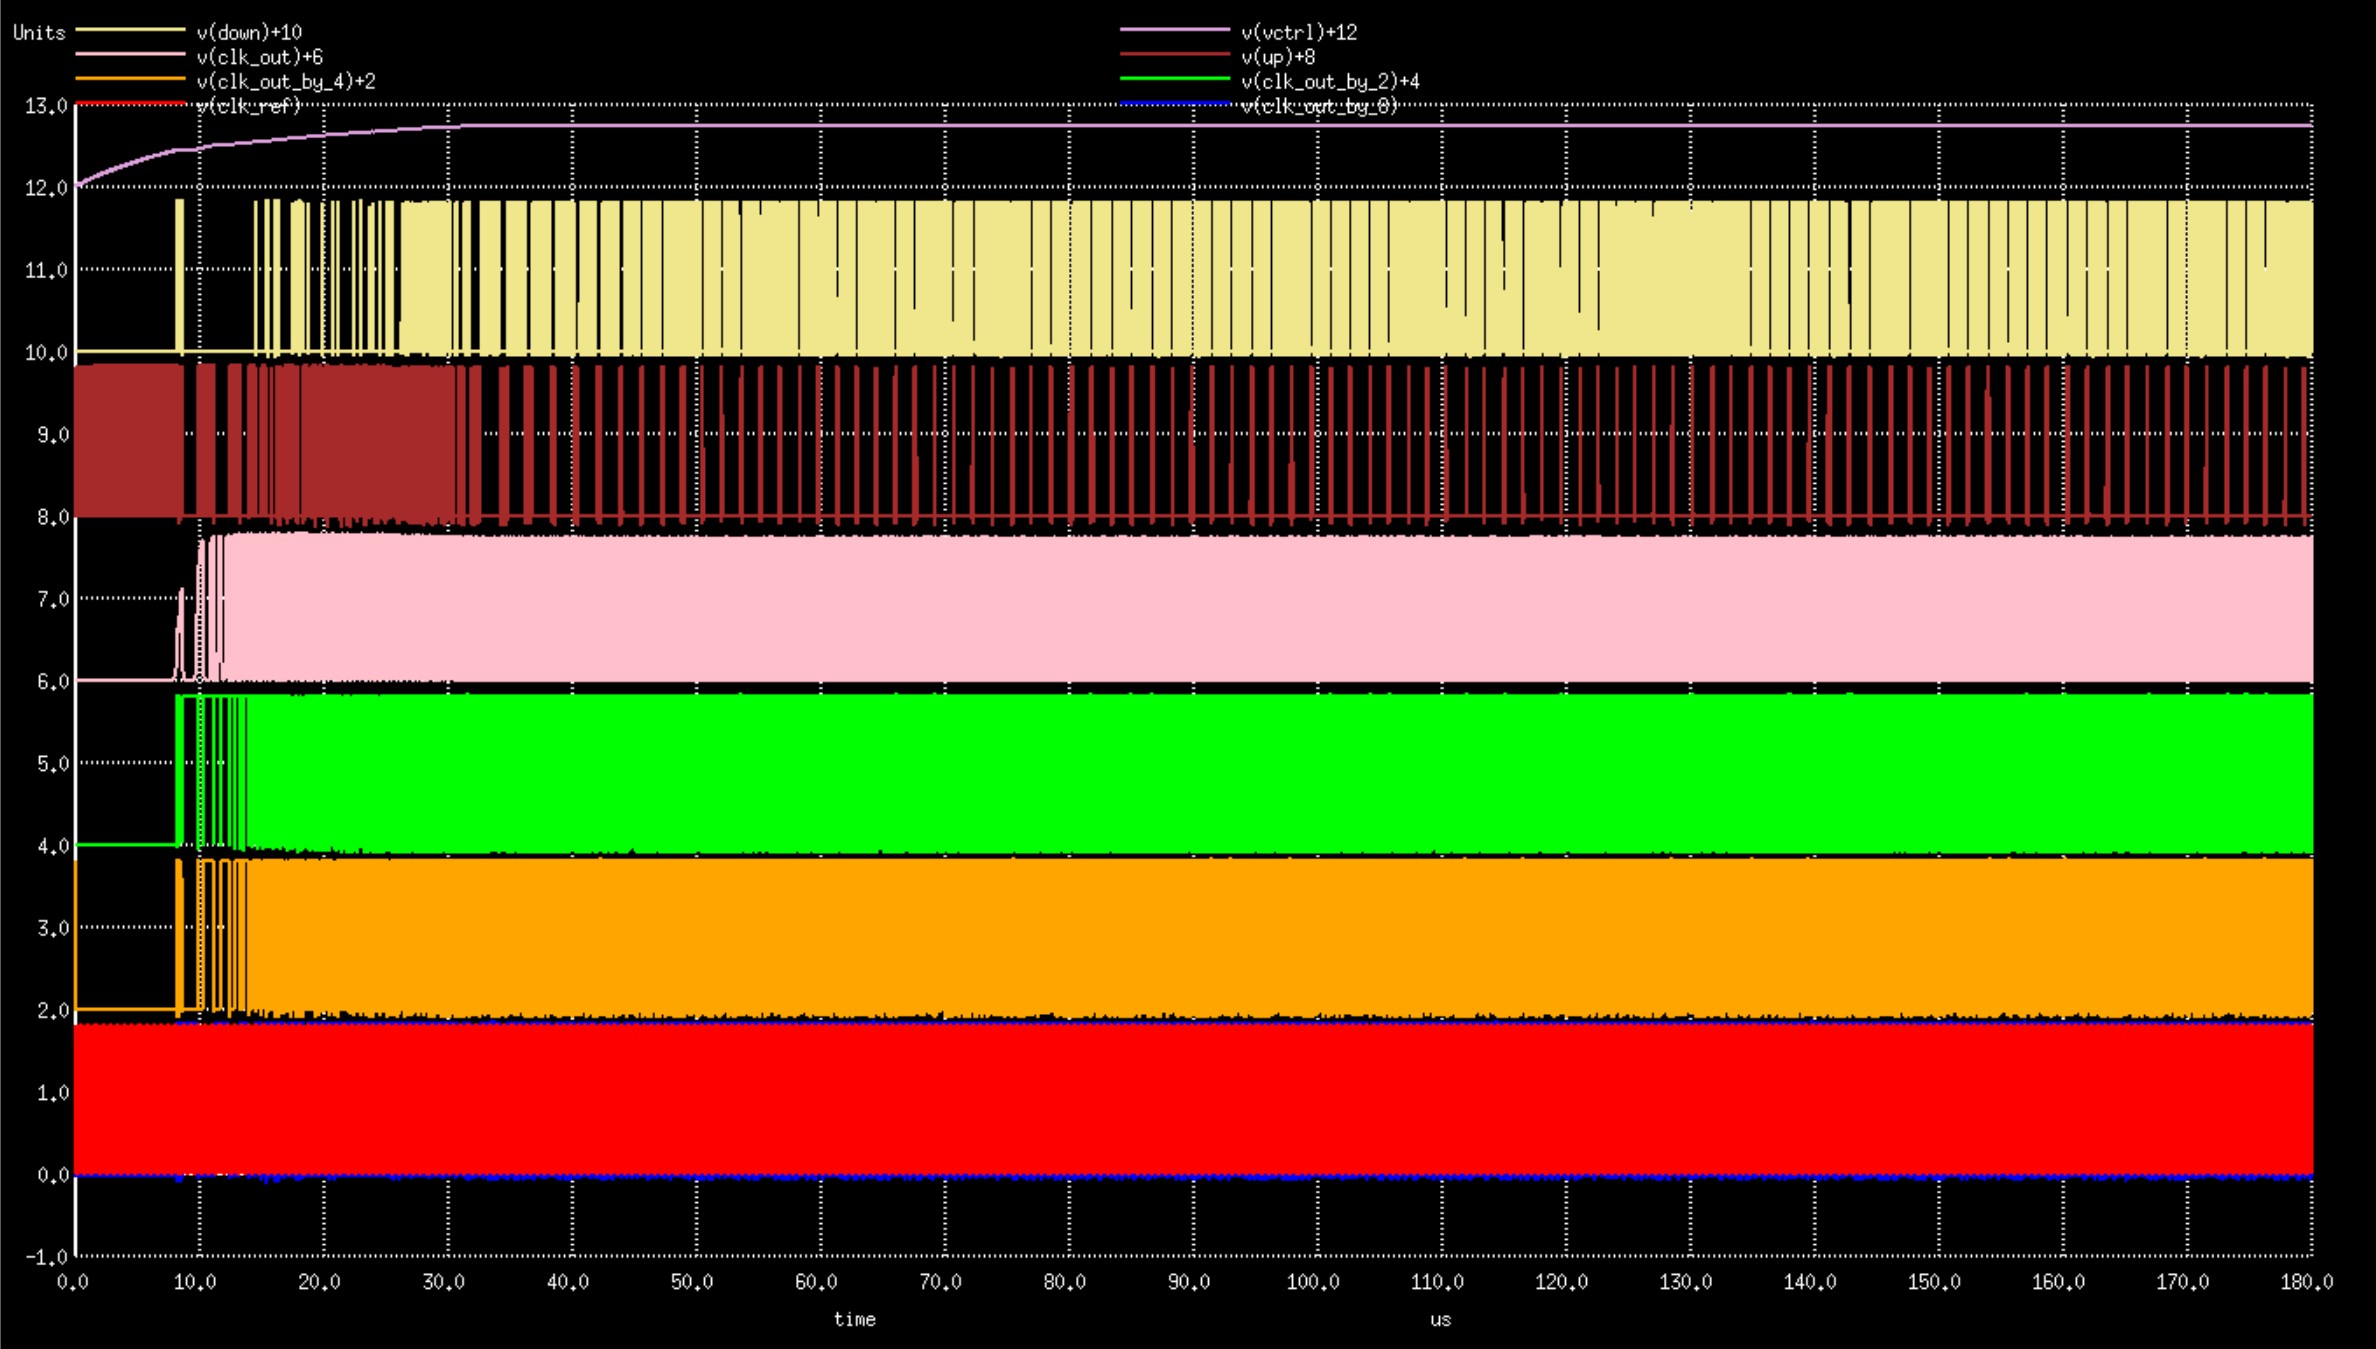 Units v(down)+10 v(vctrl)+12
v(clk_out)+6 v(up)+8
v(clk_out_by_4)+2 v(clk_out_by_2)+4
v(clk_ref) v(clk_out_by_8)
13.0
12.0
11.0
10.0
9.0
8.0
7.0
6.0
5.0
4.0
3.0
2.0
1.0
0.0
-1.0
0.0 10.0 20.0 30.0 40.0 50.0 60.0 70.0 80.0 90.0 100.0 110.0 120.0 130.0 140.0 150.0 160.0 170.0 180.0
time us